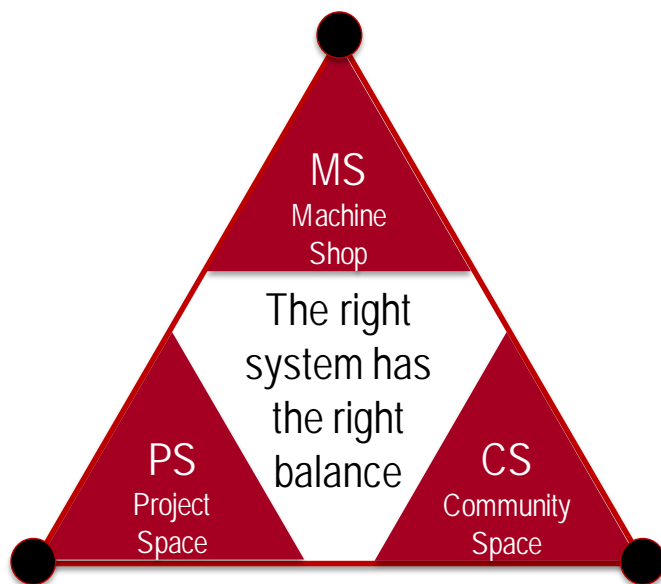 MS
Machine
Shop
The right
system has
the right
balance
PS
Project
Space
CS
Community
Space